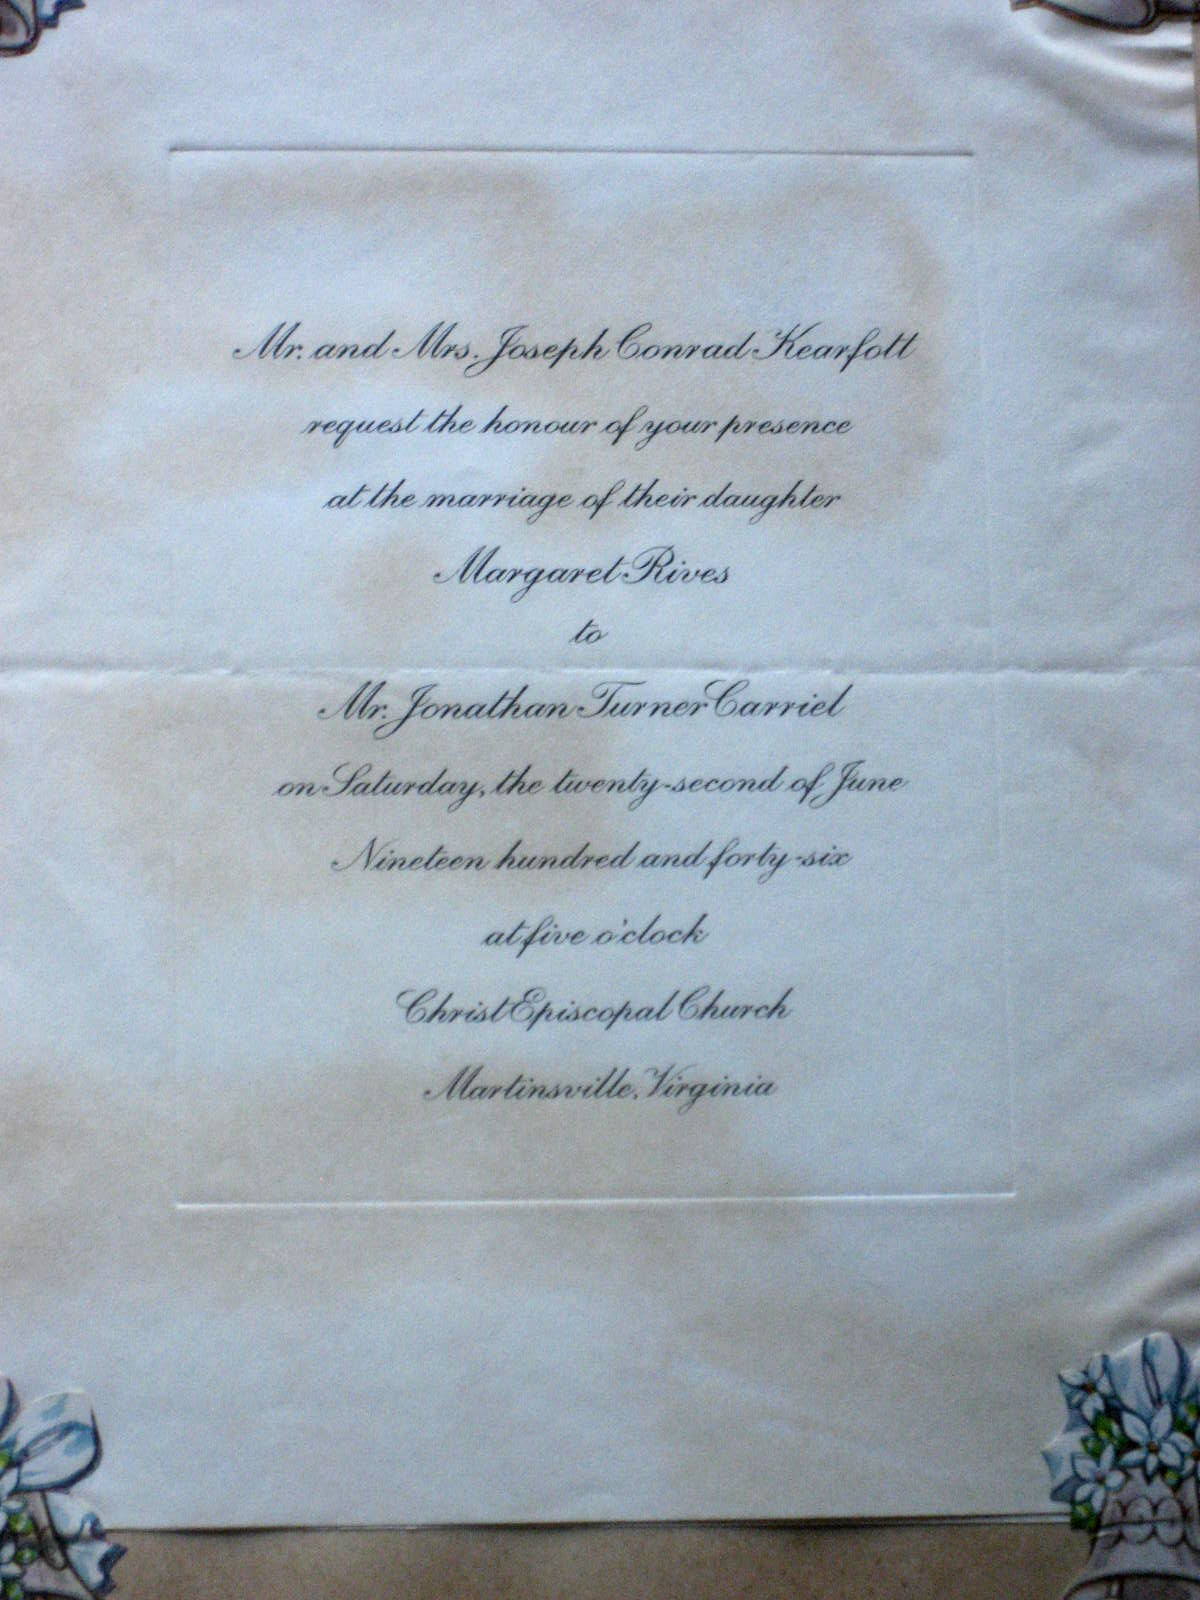 Mr. and Mrs. Joseph Conrad Kearfott
request the honour of your presence
at the marriage of their daughter
Margaret Rives
to
Mr. Jonathan Turner Carriel
on Saturday, the twenty-second of June
Nineteen hundred and forty-six
at five o'clock
Christ Episcopal Church
Martinsville, Virginia